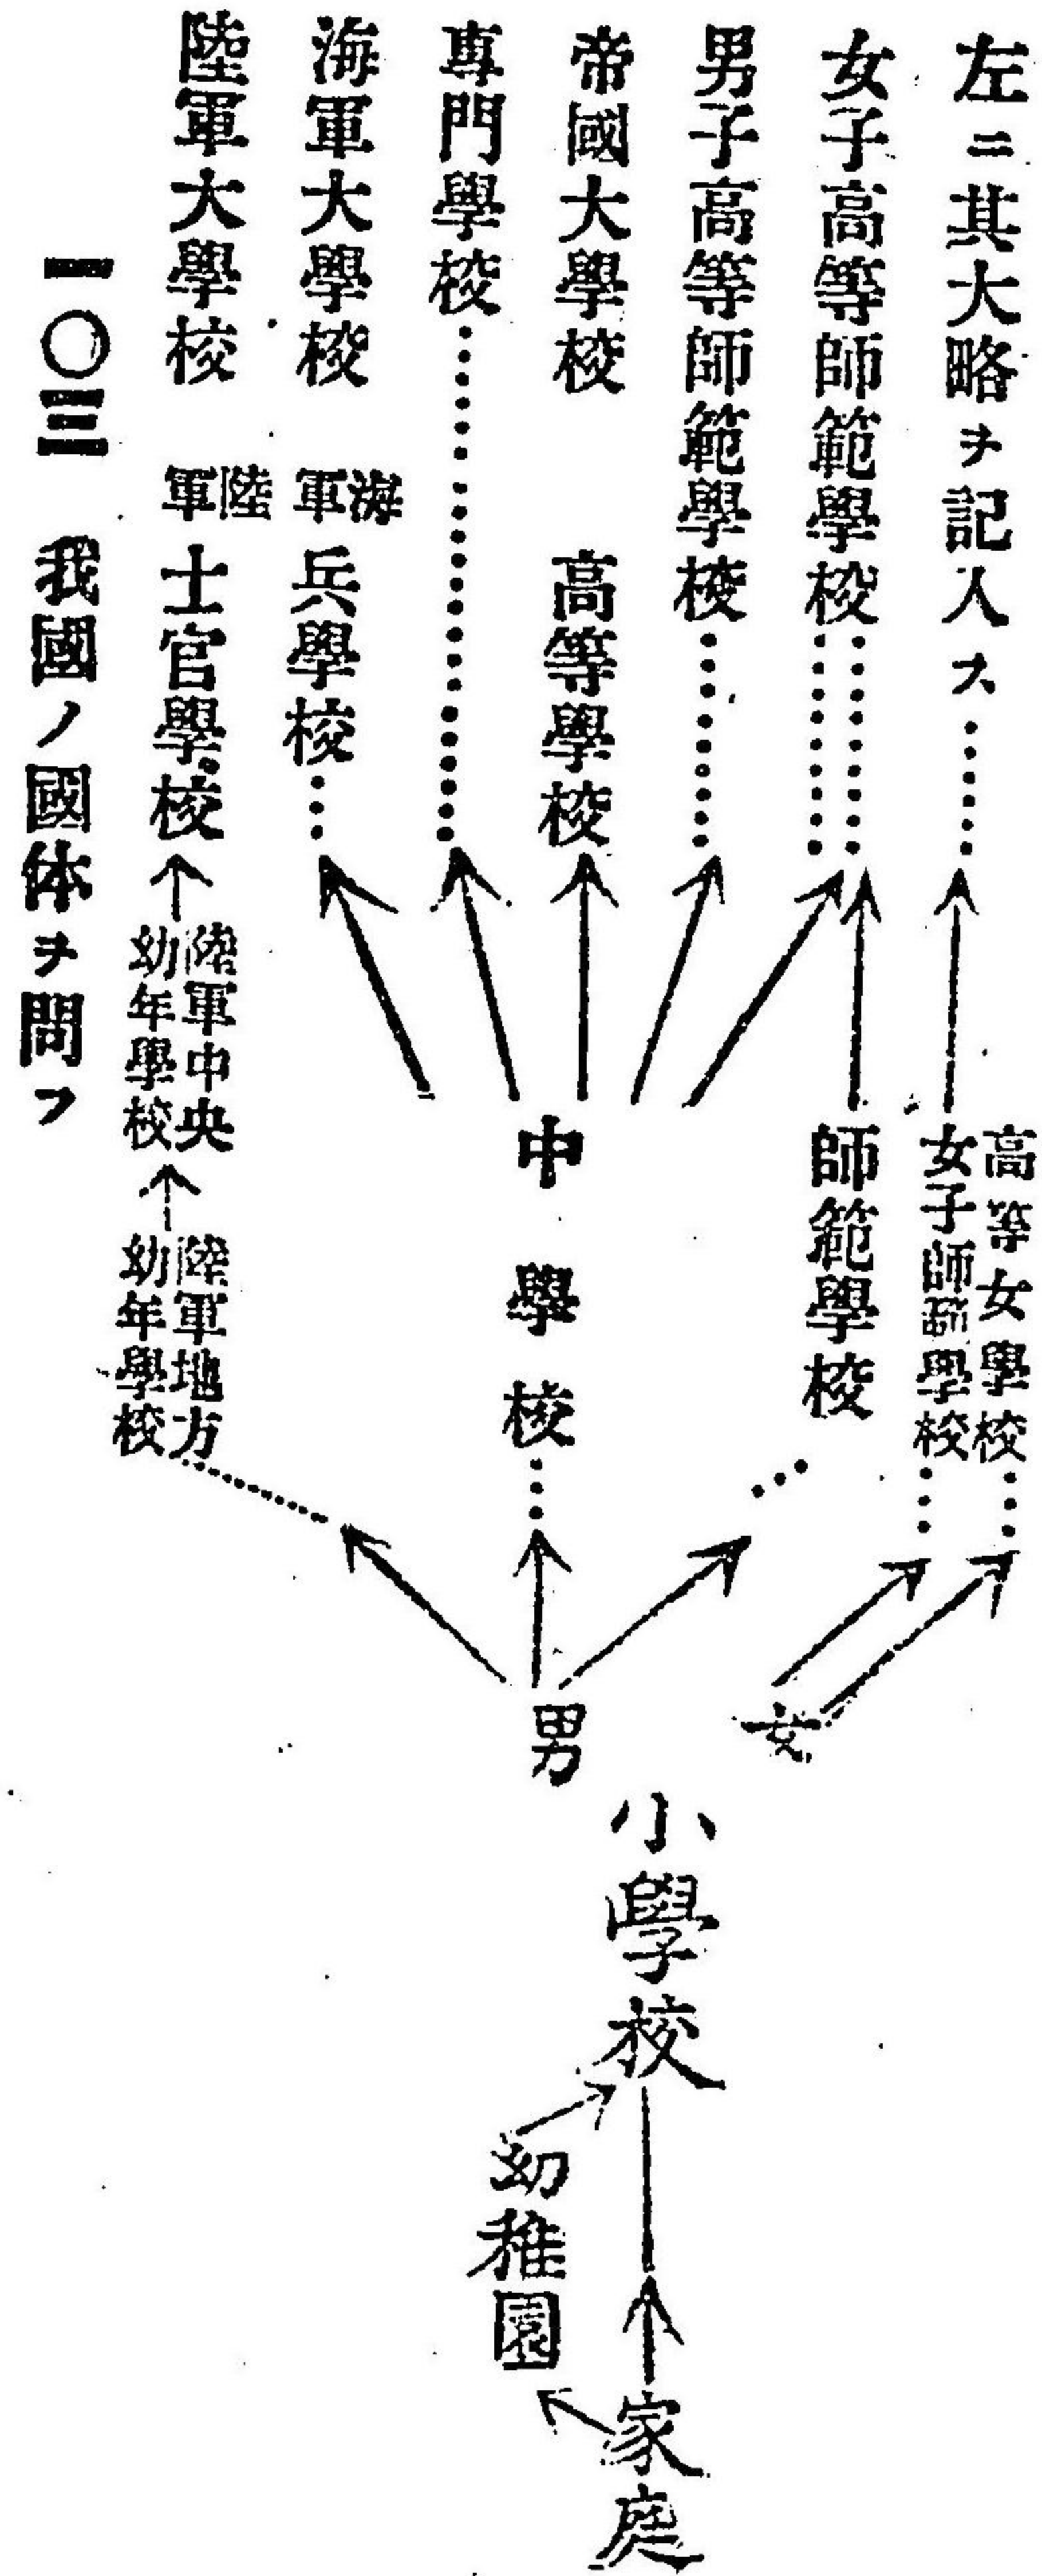 左ニ其大略ヲ記入ス……
女子高等師範學校……
男子高等師範學校……
帝國大學校
高等學校
專門學校……
海軍大學校
海軍兵學校…
陸軍大學校
陸軍士官學校
陸軍中央幼年學校
陸軍地方幼年學校
高等女學校…
女子師範學校…
師範學校
中學校…
女
男
小學校
幼稚園
家庭
一〇三 我國ノ國体ヲ問フ